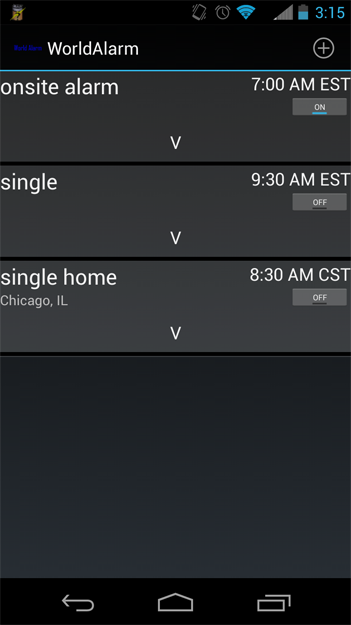 3:15
WorldAlarm
onsite alarm 7:00 AM EST
ON
V
single 9:30 AM EST
OFF
V
single home 8:30 AM CST
Chicago, IL OFF
V